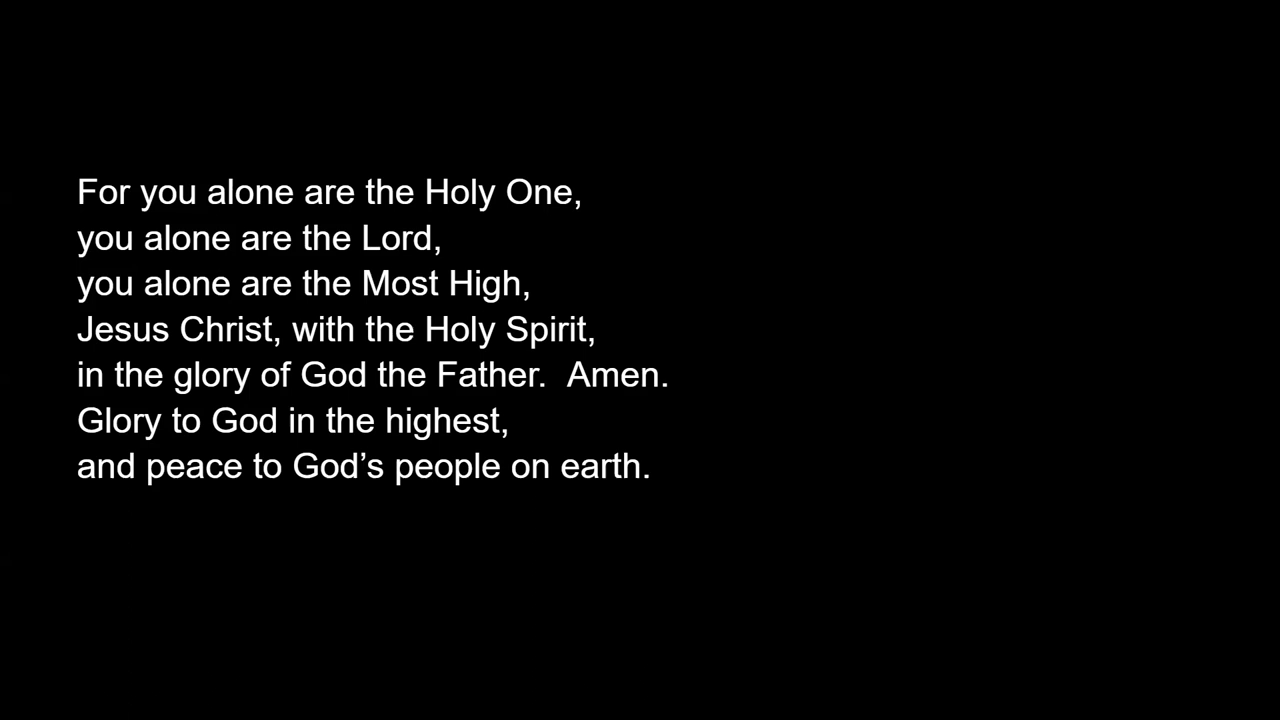 For you alone are the Holy One,
you alone are the Lord,
you alone are the Most High,
Jesus Christ, with the Holy Spirit,
in the glory of God the Father.  Amen.
Glory to God in the highest,
and peace to God’s people on earth.